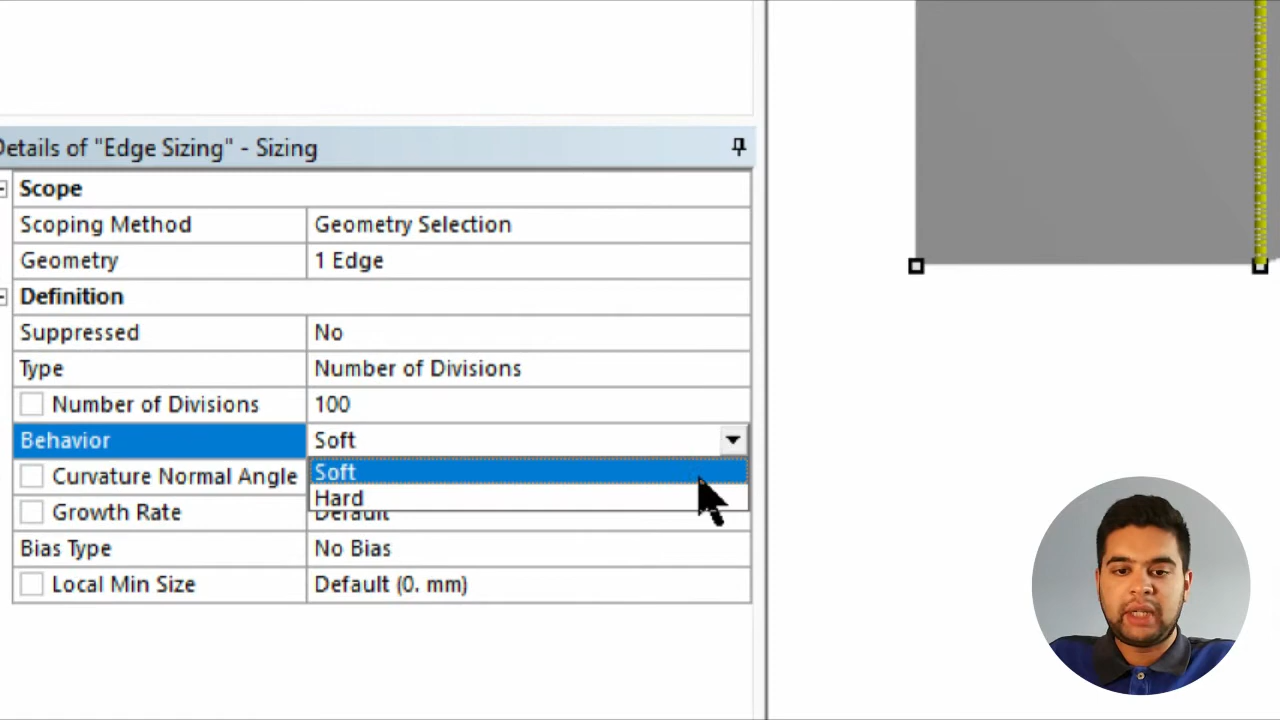 Details of "Edge Sizing" - Sizing
Scope
Scoping Method Geometry Selection
Geometry 1 Edge
Definition
Suppressed No
Type Number of Divisions
Number of Divisions 100
Behavior Soft
Soft
Curvature Normal Angle
Hard
Growth Rate Default
Bias Type No Bias
Local Min Size Default (0. mm)